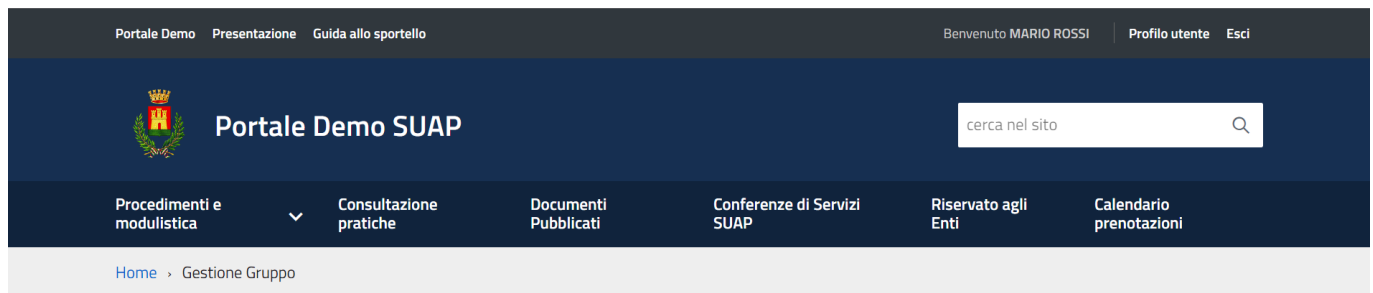 Portale Demo Presentazione Guida allo sportello Benvenuto MARIO ROSSI Profilo utente Esci
Portale Demo SUAP
cerca nel sito
Procedimenti e modulistica
Consultazione pratiche
Documenti Pubblicati
Conferenze di Servizi SUAP
Riservato agli Enti
Calendario prenotazioni
Home › Gestione Gruppo